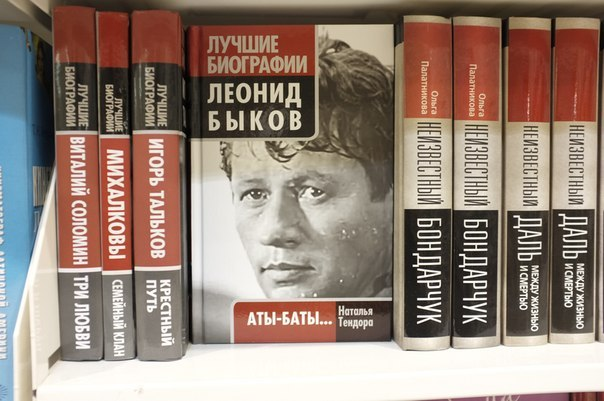 ЛУЧШИЕ
БИОГРАФИИ
ВИТАЛИЙ СОЛОМИН
ТРИ ЛЮБВИ
ЛУЧШИЕ
БИОГРАФИИ
МИХАЛКОВЫ
СЕМЕЙНЫЙ КЛАН
ЛУЧШИЕ
БИОГРАФИИ
ИГОРЬ ТАЛЬКОВ
КРЕСТНЫЙ
ПУТЬ
ЛУЧШИЕ
БИОГРАФИИ
ЛЕОНИД
БЫКОВ
АТЫ-БАТЫ...
Наталья
Тендора
Ольга
Палатникова
НЕИЗВЕСТНЫЙ
БОНДАРЧУК
Ольга
Палатникова
НЕИЗВЕСТНЫЙ
БОНДАРЧУК
НЕИЗВЕСТНЫЙ
ДАЛЬ
МЕЖДУ ЖИЗНЬЮ
И СМЕРТЬЮ
НЕИЗВЕСТНЫЙ
ДАЛЬ
МЕЖДУ ЖИЗНЬЮ
И СМЕРТЬЮ